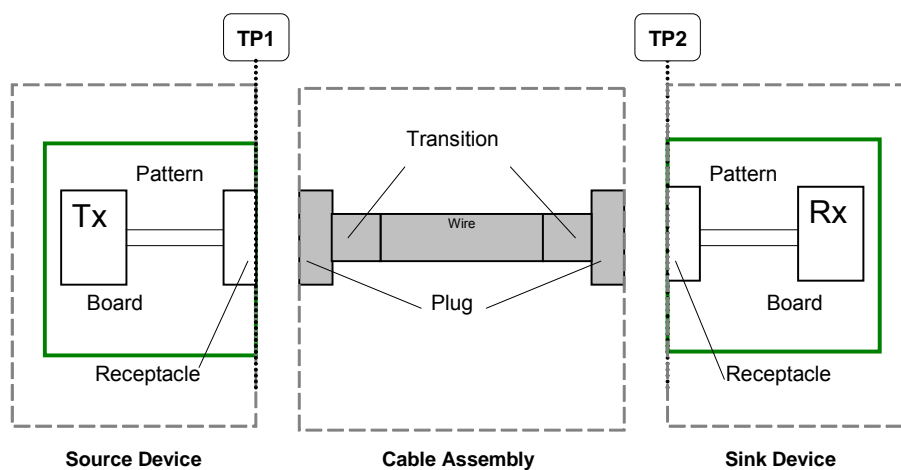 TP1
TP2
Transition
Pattern
Pattern
Tx
Wire
Rx
Board
Plug
Board
Receptacle
Receptacle
Source Device
Cable Assembly
Sink Device